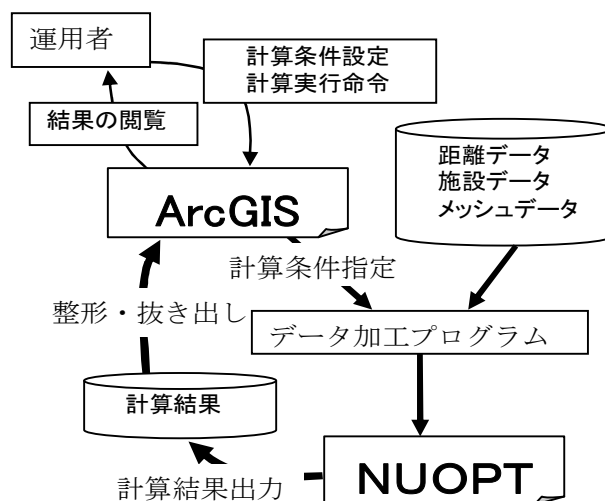 運用者
計算条件設定
計算実行命令
結果の閲覧
距離データ
施設データ
メッシュデータ
ArcGIS
計算条件指定
整形・抜き出し
データ加工プログラム
計算結果
計算結果出力
NUOPT